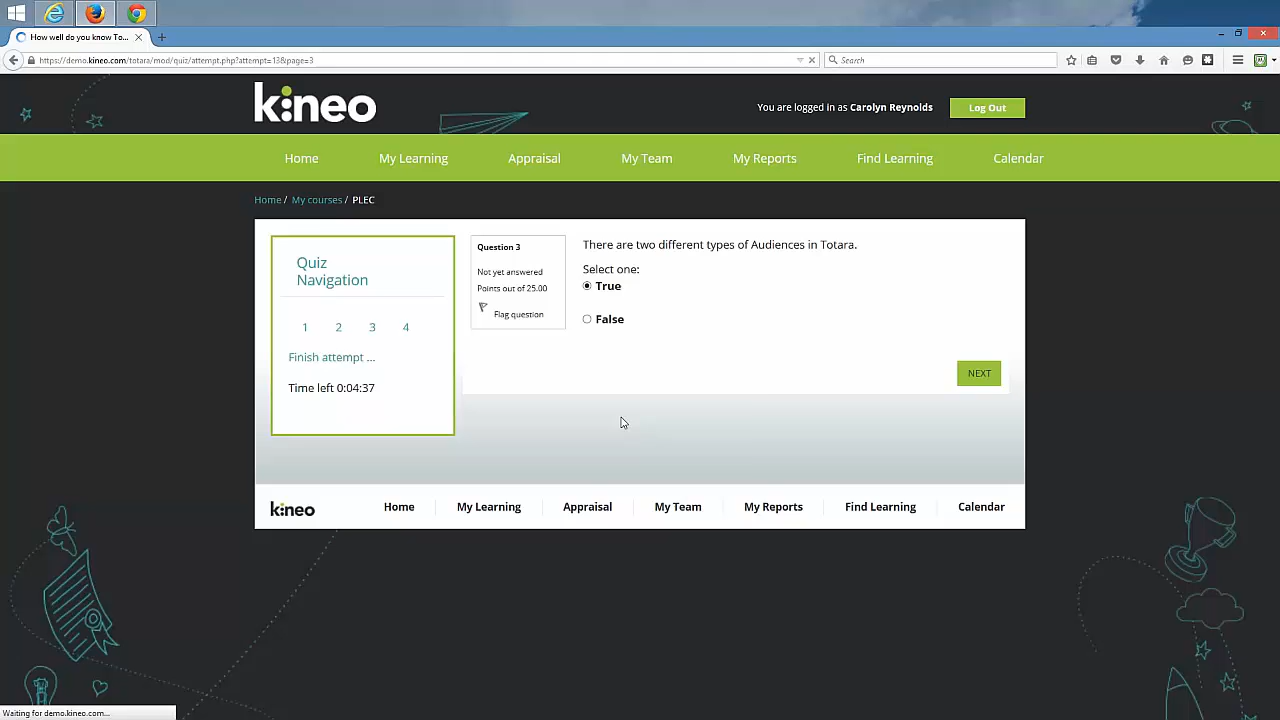 How well do you know To...
https://demo.kineo.com/totara/mod/quiz/attempt.php?attempt=138&page=3
Search
kineo
You are logged in as Carolyn Reynolds
Log Out
Home
My Learning
Appraisal
My Team
My Reports
Find Learning
Calendar
Home / My courses / PLEC
Quiz
Navigation
1 2 3 4
Finish attempt ...
Time left 0:04:37
Question 3
Not yet answered
Points out of 25.00
Flag question
There are two different types of Audiences in Totara.
Select one:
True
False
NEXT
kineo
Home
My Learning
Appraisal
My Team
My Reports
Find Learning
Calendar
Waiting for demo.kineo.com...